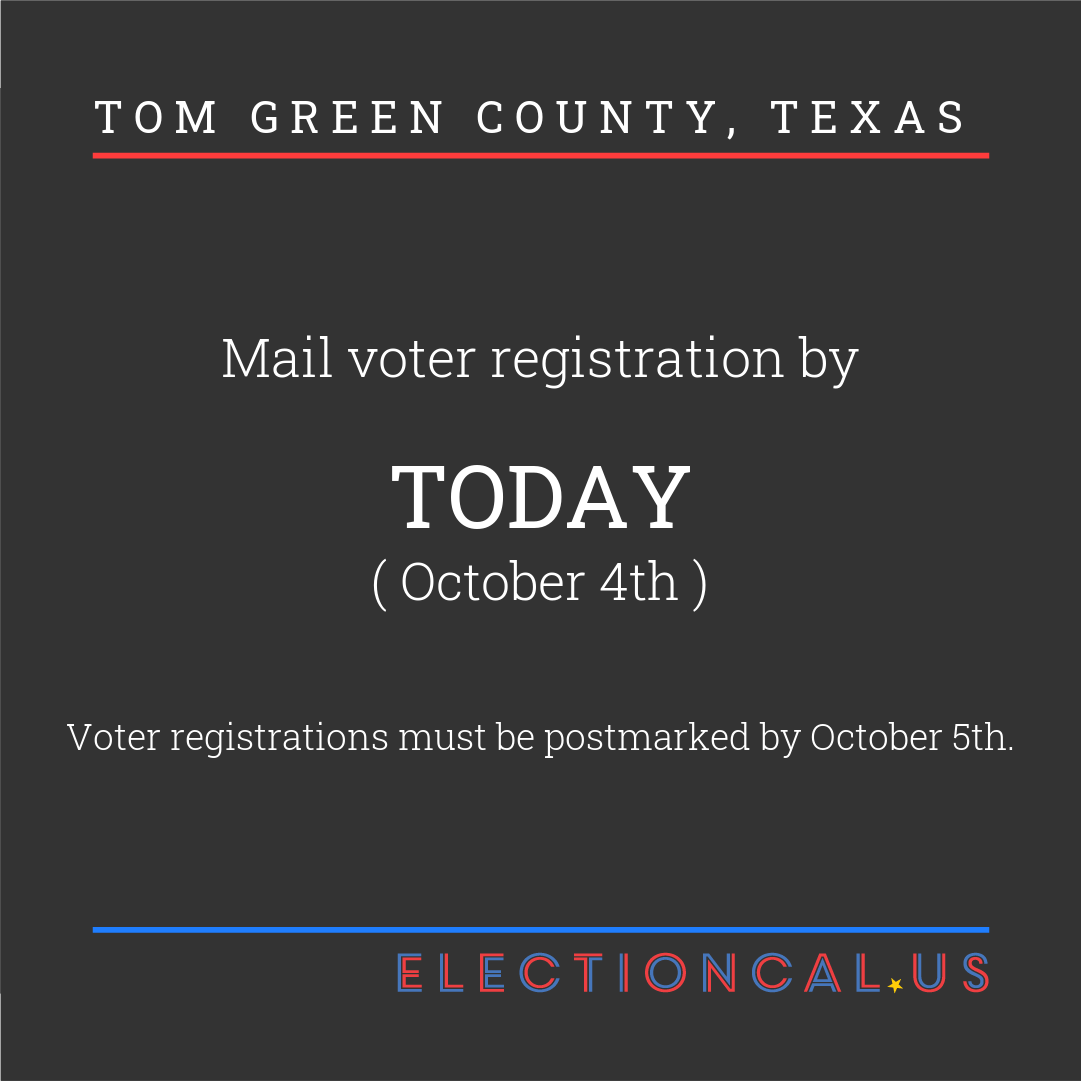 TOM GREEN COUNTY, TEXAS
Mail voter registration by
TODAY
( October 4th )
Voter registrations must be postmarked by October 5th.
ELECTIONCAL.US